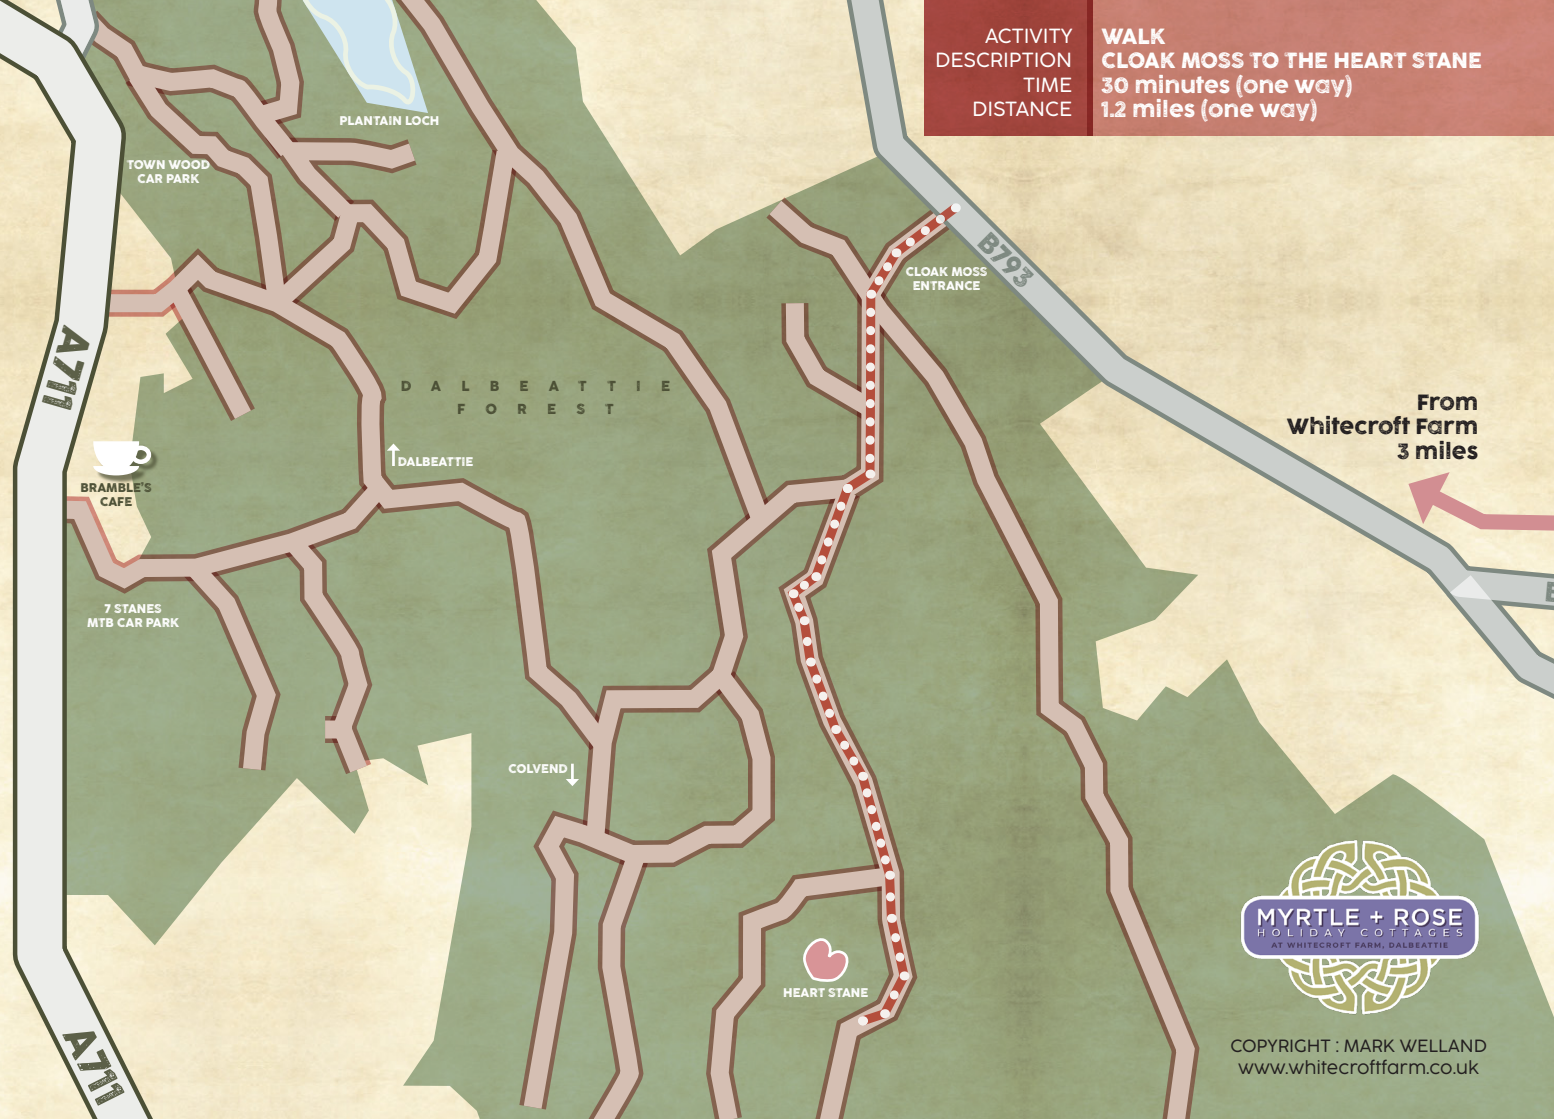 ACTIVITY WALK
DESCRIPTION CLOAK MOSS TO THE HEART STANE
TIME 30 minutes (one way)
DISTANCE 1.2 miles (one way)
PLANTAIN LOCH
TOWN WOOD
CAR PARK
B793
CLOAK MOSS
ENTRANCE
A711
DALBEATTIE
FOREST
From
Whitecroft Farm
3 miles
DALBEATTIE
BRAMBLE'S
CAFE
7 STANES
MTB CAR PARK
COLVEND
HEART STANE
MYRTLE + ROSE
HOLIDAY COTTAGES
AT WHITECROFT FARM, DALBEATTIE
A711
COPYRIGHT : MARK WELLAND
www.whitecroftfarm.co.uk